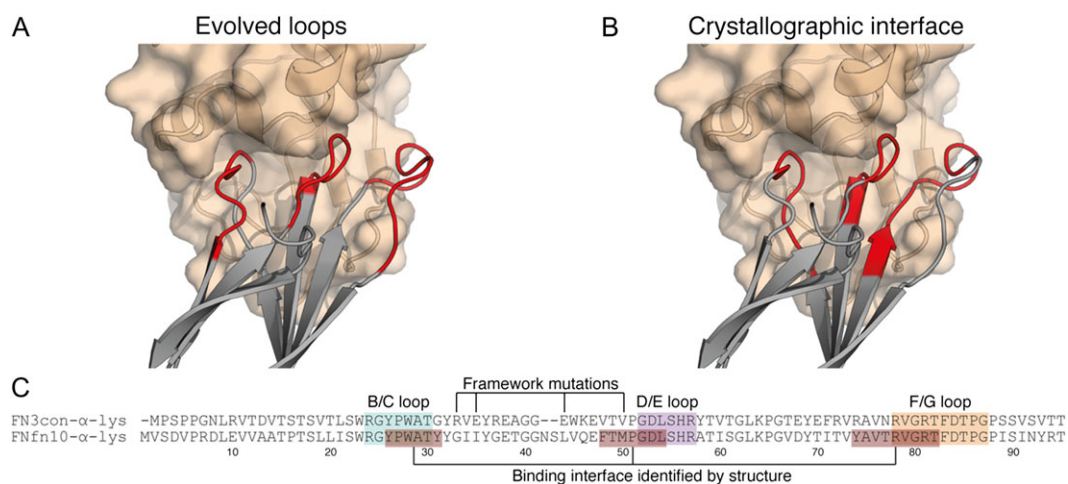 A Evolved loops
B Crystallographic interface
C
Framework mutations
B/C loop D/E loop F/G loop
FN3con-α-lys –MPSPPGNLRVTDVTSTSVTLSWRGYPWATGYRVEYREAGG--EWKEVTVPGDLSHRYTVTGLKPGTEYEFRVRAVNRVGRTFDTPGPSSVSVTT
FNfn10-α-lys MVSDVPRDLEVVAATPTSLLISWRGYPWATYYGIIYGETGGNSLVQEFTMPGDLSHRATISGLKPGVDYTITVYAVTRVGRTFDTPGPISINYRT
10 20 30 40 50 60 70 80 90
Binding interface identified by structure